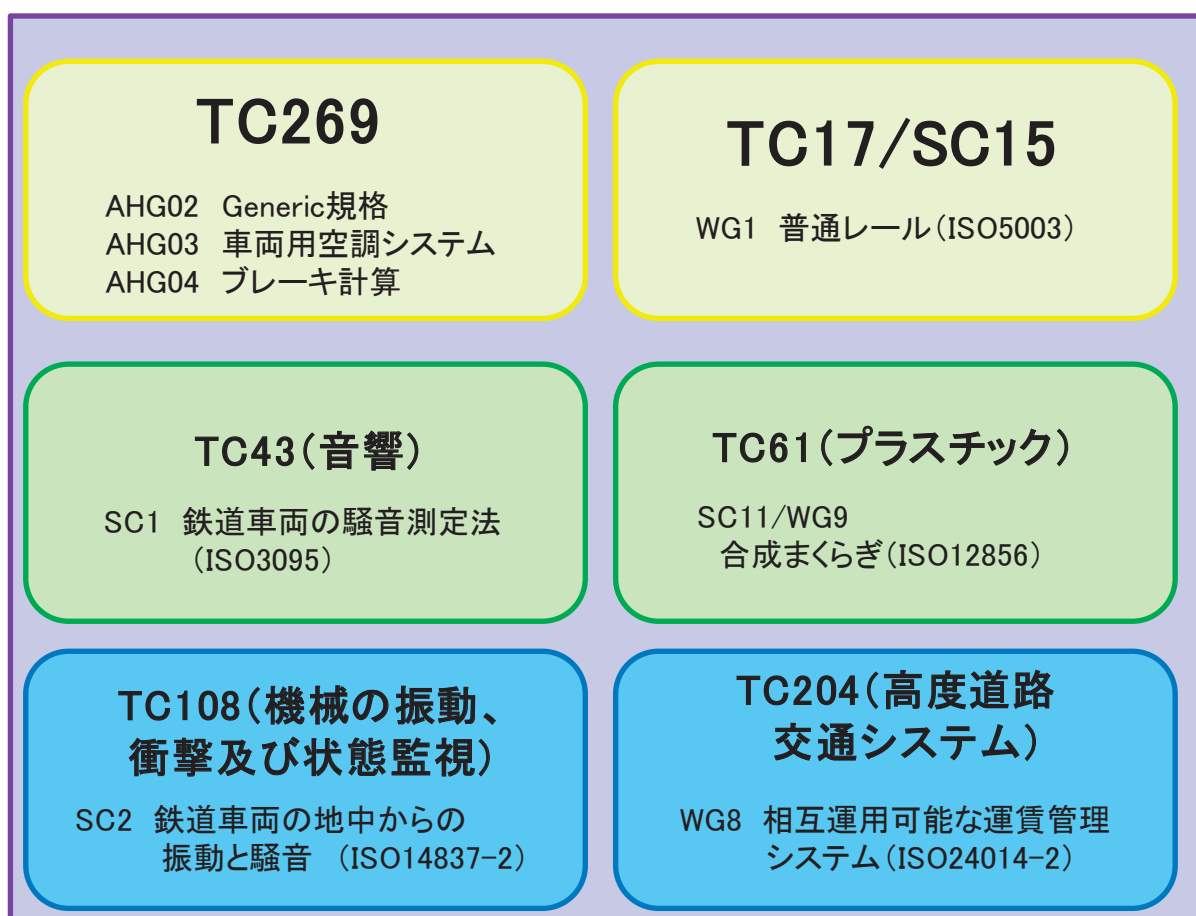 TC269
AHG02 Generic規格
AHG03 車両用空調システム
AHG04 ブレーキ計算
TC17/SC15
WG1 普通レール(ISO5003)
TC43(音響)
SC1 鉄道車両の騒音測定法
(ISO3095)
TC61(プラスチック)
SC11/WG9
合成まくらぎ(ISO12856)
TC108(機械の振動、
衝撃及び状態監視)
SC2 鉄道車両の地中からの
振動と騒音 (ISO14837-2)
TC204(高度道路
交通システム)
WG8 相互運用可能な運賃管理
システム(ISO24014-2)